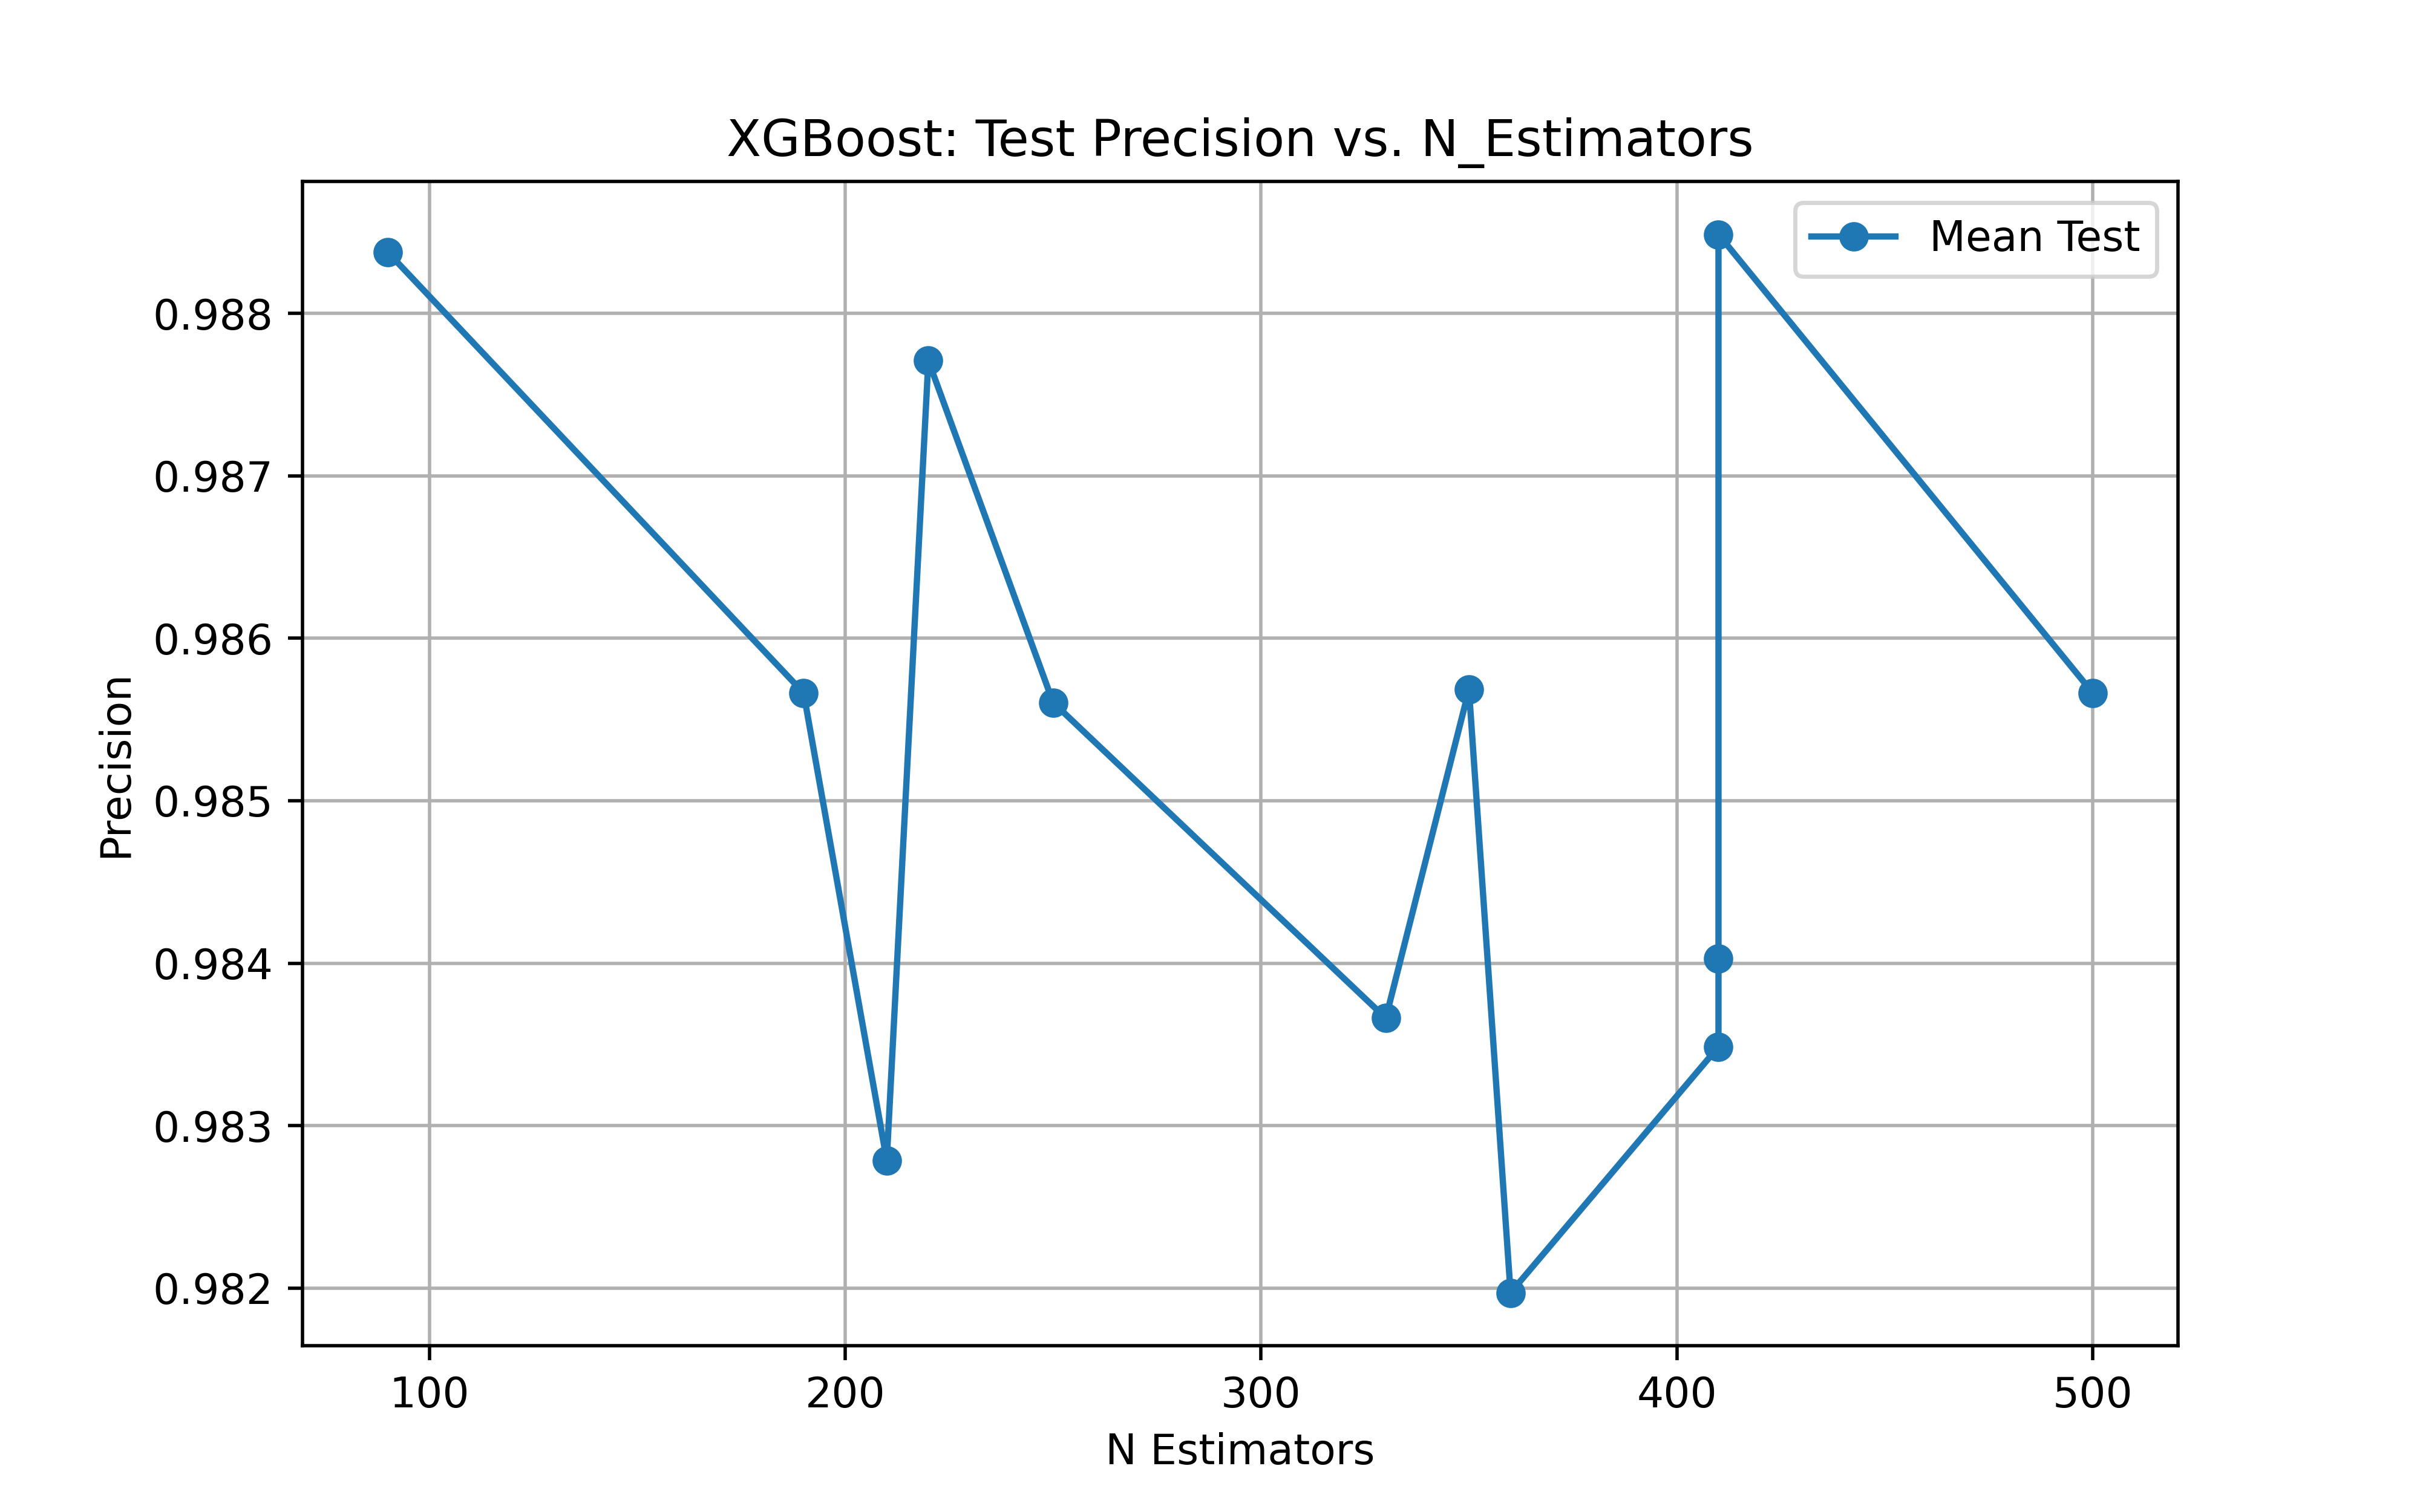 XGBoost: Test Precision vs. N_Estimators
Mean Test
Precision
0.988
0.987
0.986
0.985
0.984
0.983
0.982
100 200 300 400 500
N Estimators